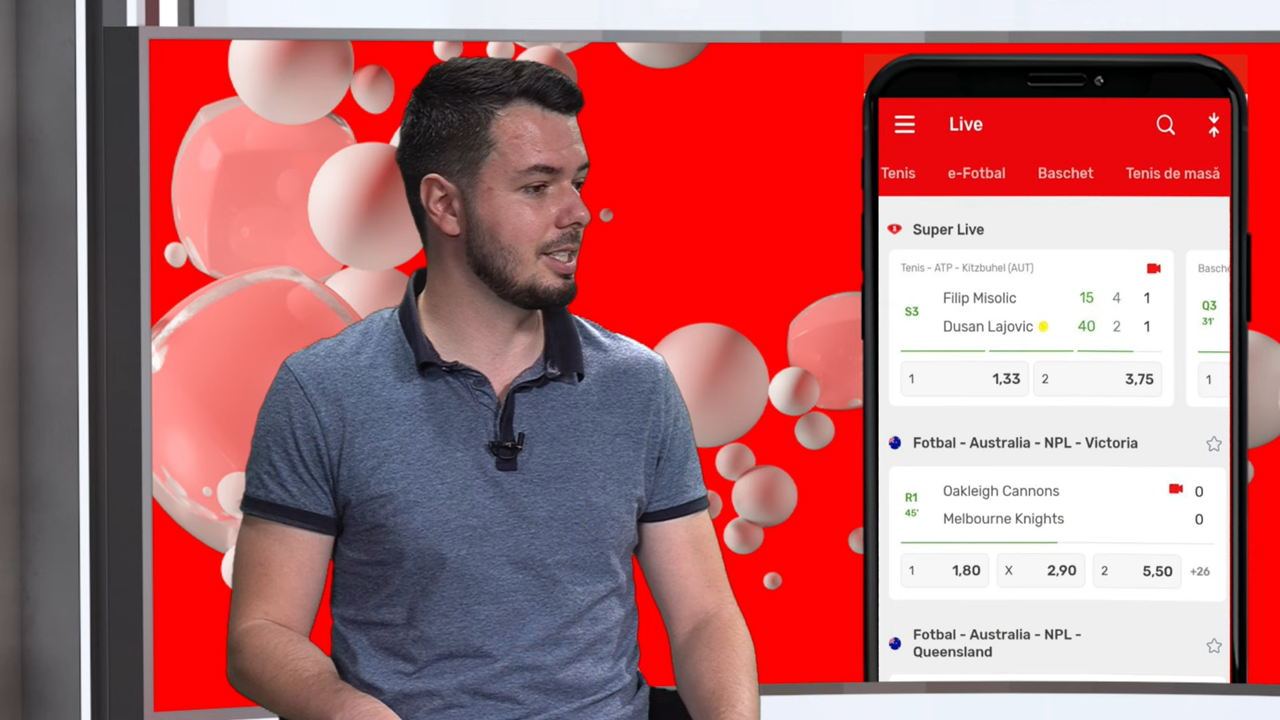 Live
Tenis e-Fotbal Baschet Tenis de masă
Super Live
Tenis - ATP - Kitzbuhel (AUT)
S3
Filip Misolic 15 4 1
Dusan Lajovic 40 2 1
1 1,33 2 3,75
Q3
31'
1
Fotbal - Australia - NPL - Victoria
R1
45'
Oakleigh Cannons 0
Melbourne Knights 0
1 1,80 X 2,90 2 5,50 +26
Fotbal - Australia - NPL -
Queensland